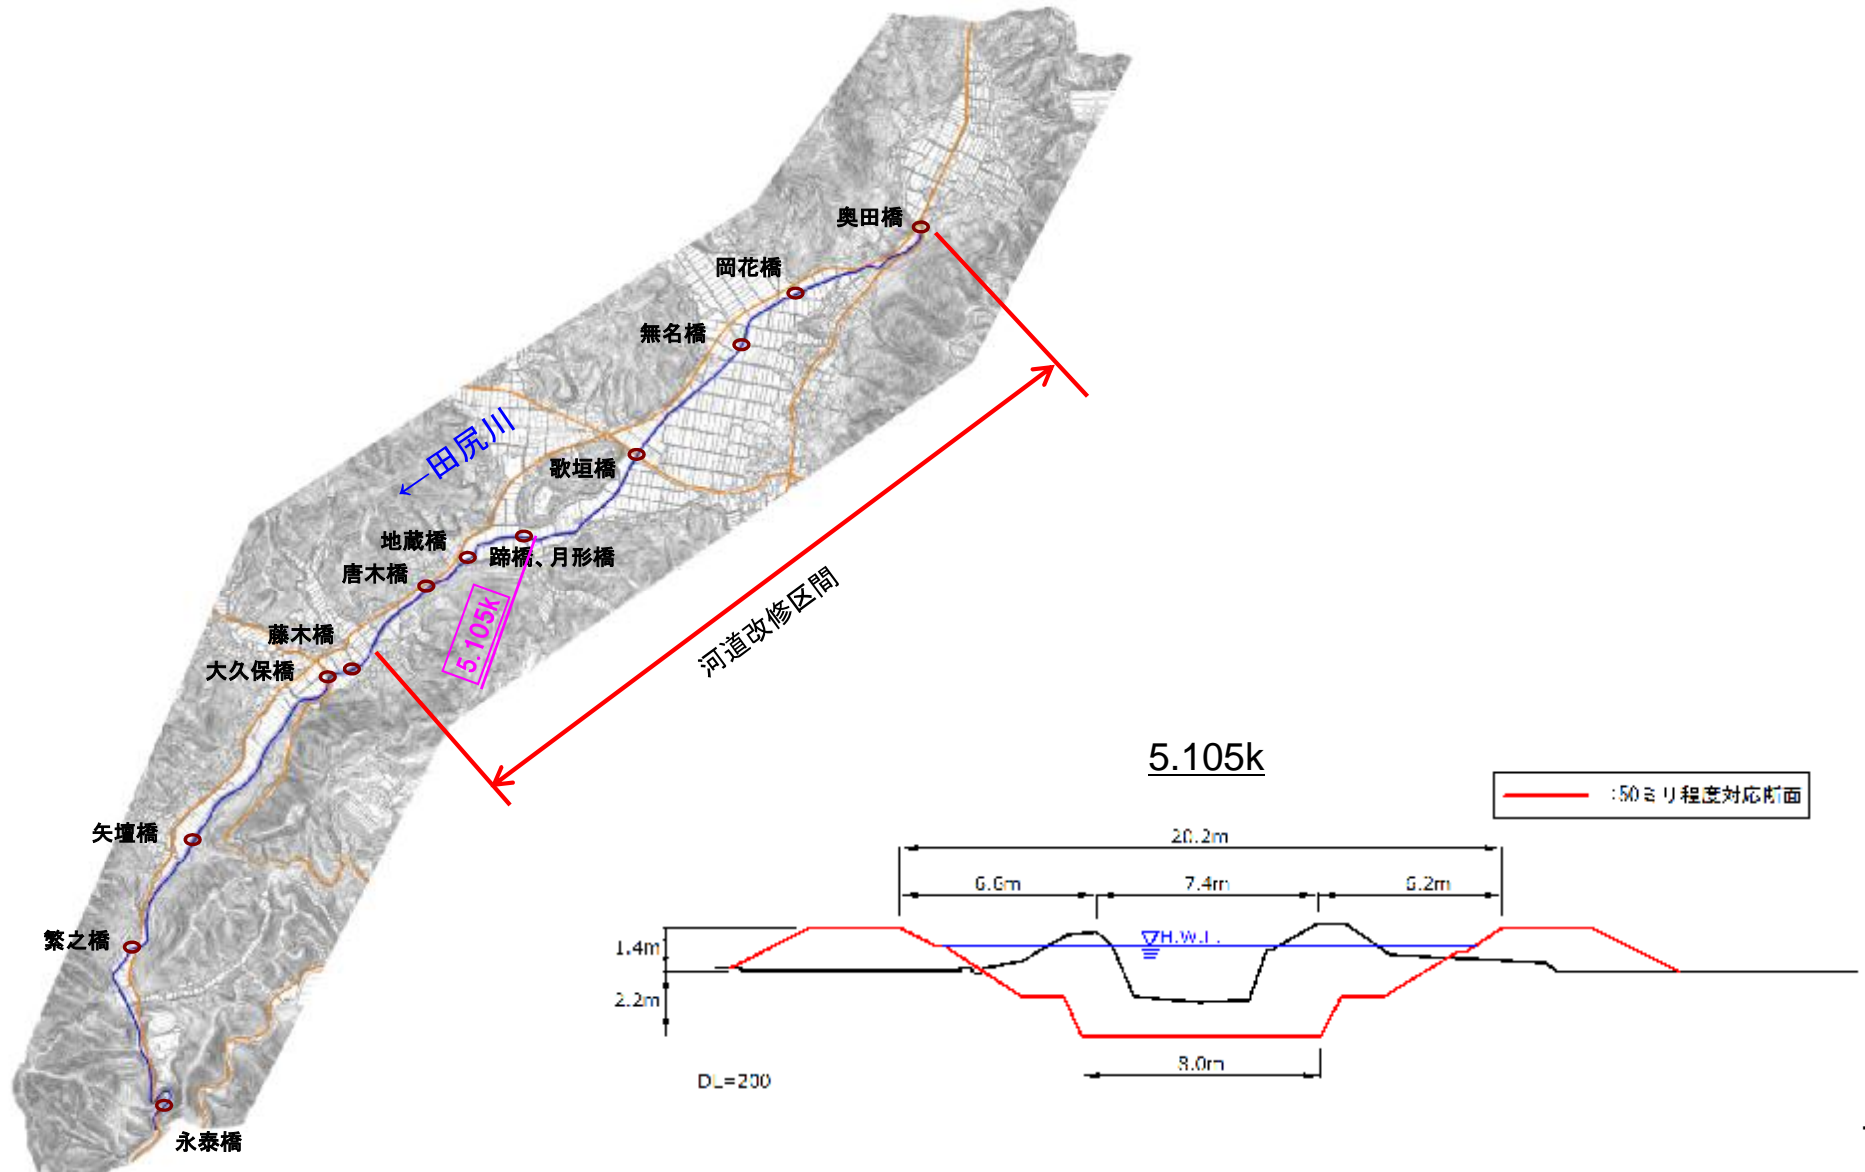 奥田橋
岡花橋
無名橋
←田尻川
歌垣橋
地蔵橋
蹄橋、月形橋
唐木橋
5.105k
河道改修区間
藤木橋
大久保橋
矢壇橋
繁之橋
永泰橋
5.105k
:50ミリ程度対応断面
20.2m
6.6m
7.4m
6.2m
H.W.L.
1.4m
2.2m
8.0m
DL=200